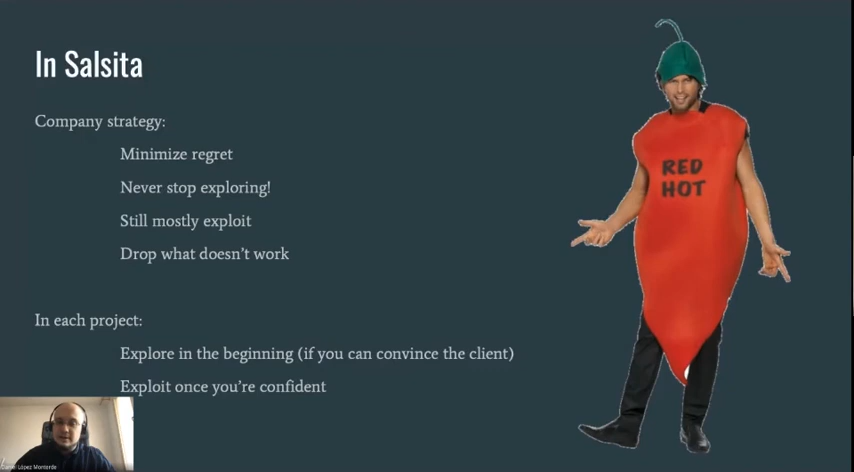 In Salsita
Company strategy:
Minimize regret
Never stop exploring!
Still mostly exploit
Drop what doesn't work
In each project:
Explore in the beginning (if you can convince the client)
Exploit once you're confident
RED
HOT
López